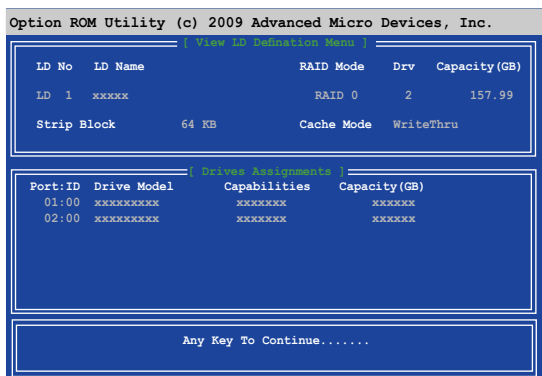 Option ROM Utility (c) 2009 Advanced Micro Devices, Inc.
[ View LD Defination Menu ]
LD No LD Name RAID Mode Drv Capacity(GB)
LD 1 xxxxx RAID 0 2 157.99
Strip Block 64 KB Cache Mode WriteThru
[ Drives Assignments ]
Port:ID Drive Model Capabilities Capacity(GB)
01:00 xxxxxxxxx xxxxxxx xxxxxx
02:00 xxxxxxxxx xxxxxxx xxxxxx
Any Key To Continue.......